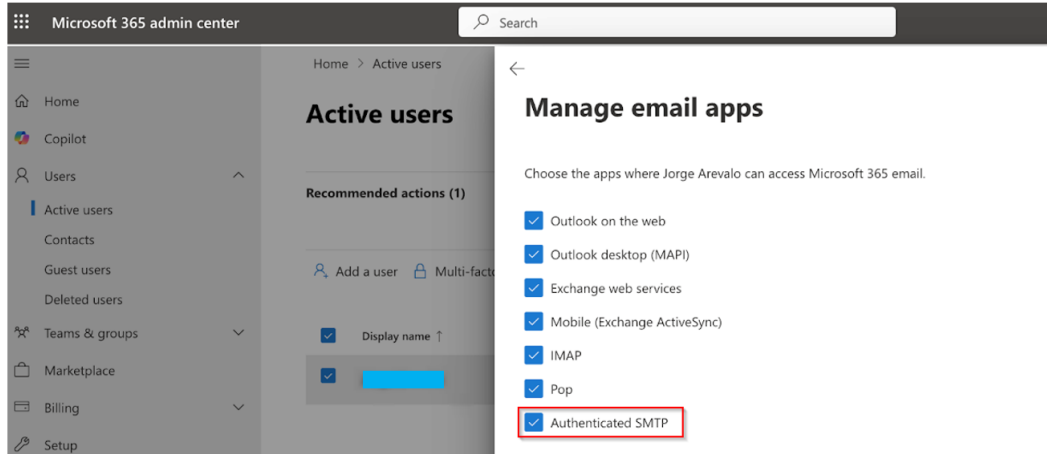 Microsoft 365 admin center
Search
Home
Copilot
Users
Active users
Contacts
Guest users
Deleted users
Teams & groups
Marketplace
Billing
Setup
Home > Active users
Active users
Recommended actions (1)
Add a user Multi-facto
Display name ↑
Manage email apps
Choose the apps where Jorge Arevalo can access Microsoft 365 email.
Outlook on the web
Outlook desktop (MAPI)
Exchange web services
Mobile (Exchange ActiveSync)
IMAP
Pop
Authenticated SMTP